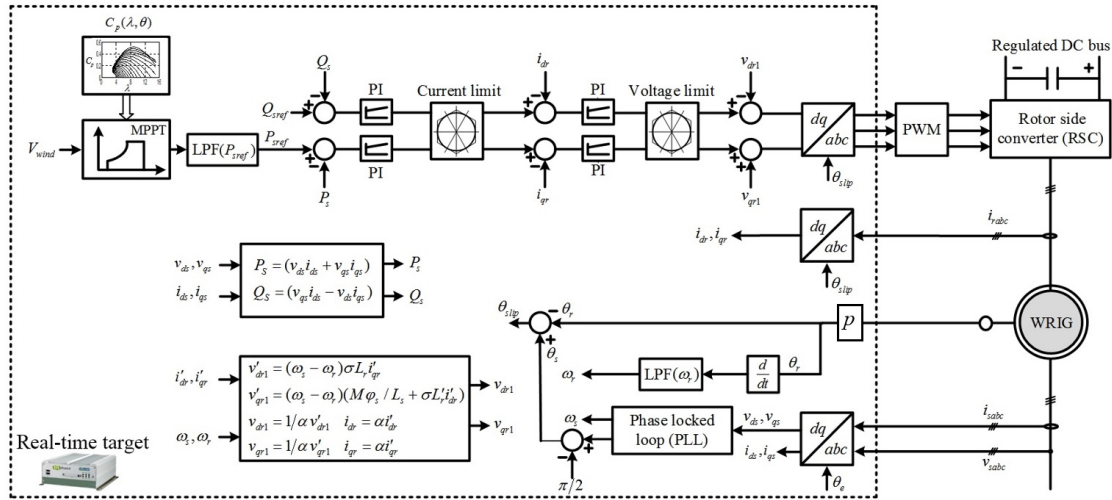 C_p(λ,θ)
C_p
λ
MPPT
V_wind
LPF(P_sref)
P_sref
Q_s
Q_sref
PI
P_s
PI
Current limit
i_dr
i_qr
PI
PI
Voltage limit
v_dr1
v_qr1
dq
abc
θ_slip
PWM
Regulated DC bus
− +
Rotor side
converter (RSC)
i_rabc
i_dr, i_qr
dq
abc
θ_slip
v_ds, v_qs
i_ds, i_qs
P_S = (v_ds i_ds + v_qs i_qs)
Q_S = (v_qs i_ds − v_ds i_qs)
P_s
Q_s
θ_slip
θ_r
θ_s
p
WRIG
i'_dr, i'_qr
ω_s, ω_r
v'_dr1 = (ω_s − ω_r)σL_r i'_qr
v'_qr1 = (ω_s − ω_r)(Mφ_s / L_s + σL'_r i'_dr)
v_dr1 = 1/α v'_dr1 i_dr = αi'_dr
v_qr1 = 1/α v'_qr1 i_qr = αi'_qr
v_dr1
v_qr1
ω_r
LPF(ω_r)
d
dt
θ_r
ω_s
Phase locked
loop (PLL)
v_ds, v_qs
i_ds, i_qs
π/2
dq
abc
θ_e
i_sabc
v_sabc
Real-time target